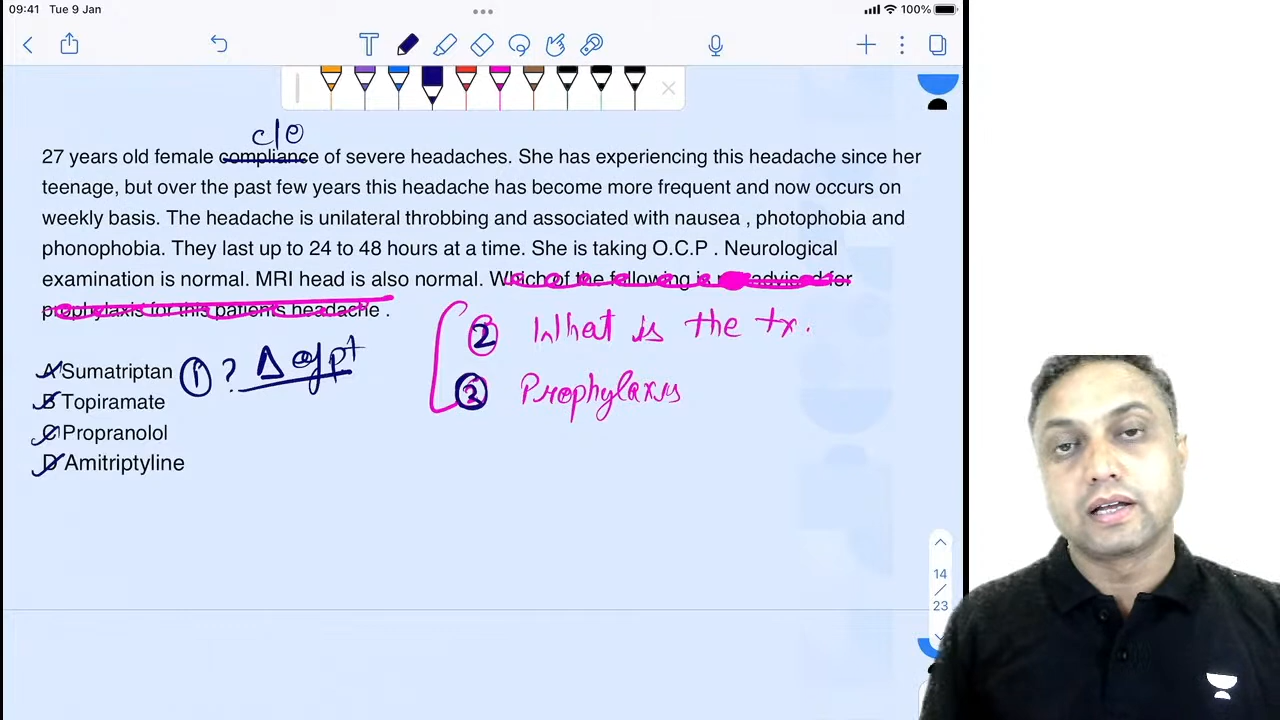 09:41 Tue 9 Jan
100%
c/o
27 years old female compliance of severe headaches. She has experiencing this headache since her
teenage, but over the past few years this headache has become more frequent and now occurs on
weekly basis. The headache is unilateral throbbing and associated with nausea , photophobia and
phonophobia. They last up to 24 to 48 hours at a time. She is taking O.C.P . Neurological
examination is normal. MRI head is also normal. Which of the following is advised for
prophylaxis for this patients headache .
② What is the tx.
A Sumatriptan ① ? Δ of pt
B Topiramate ③ Prophylaxis
C Propranolol
D Amitriptyline
14
/
23